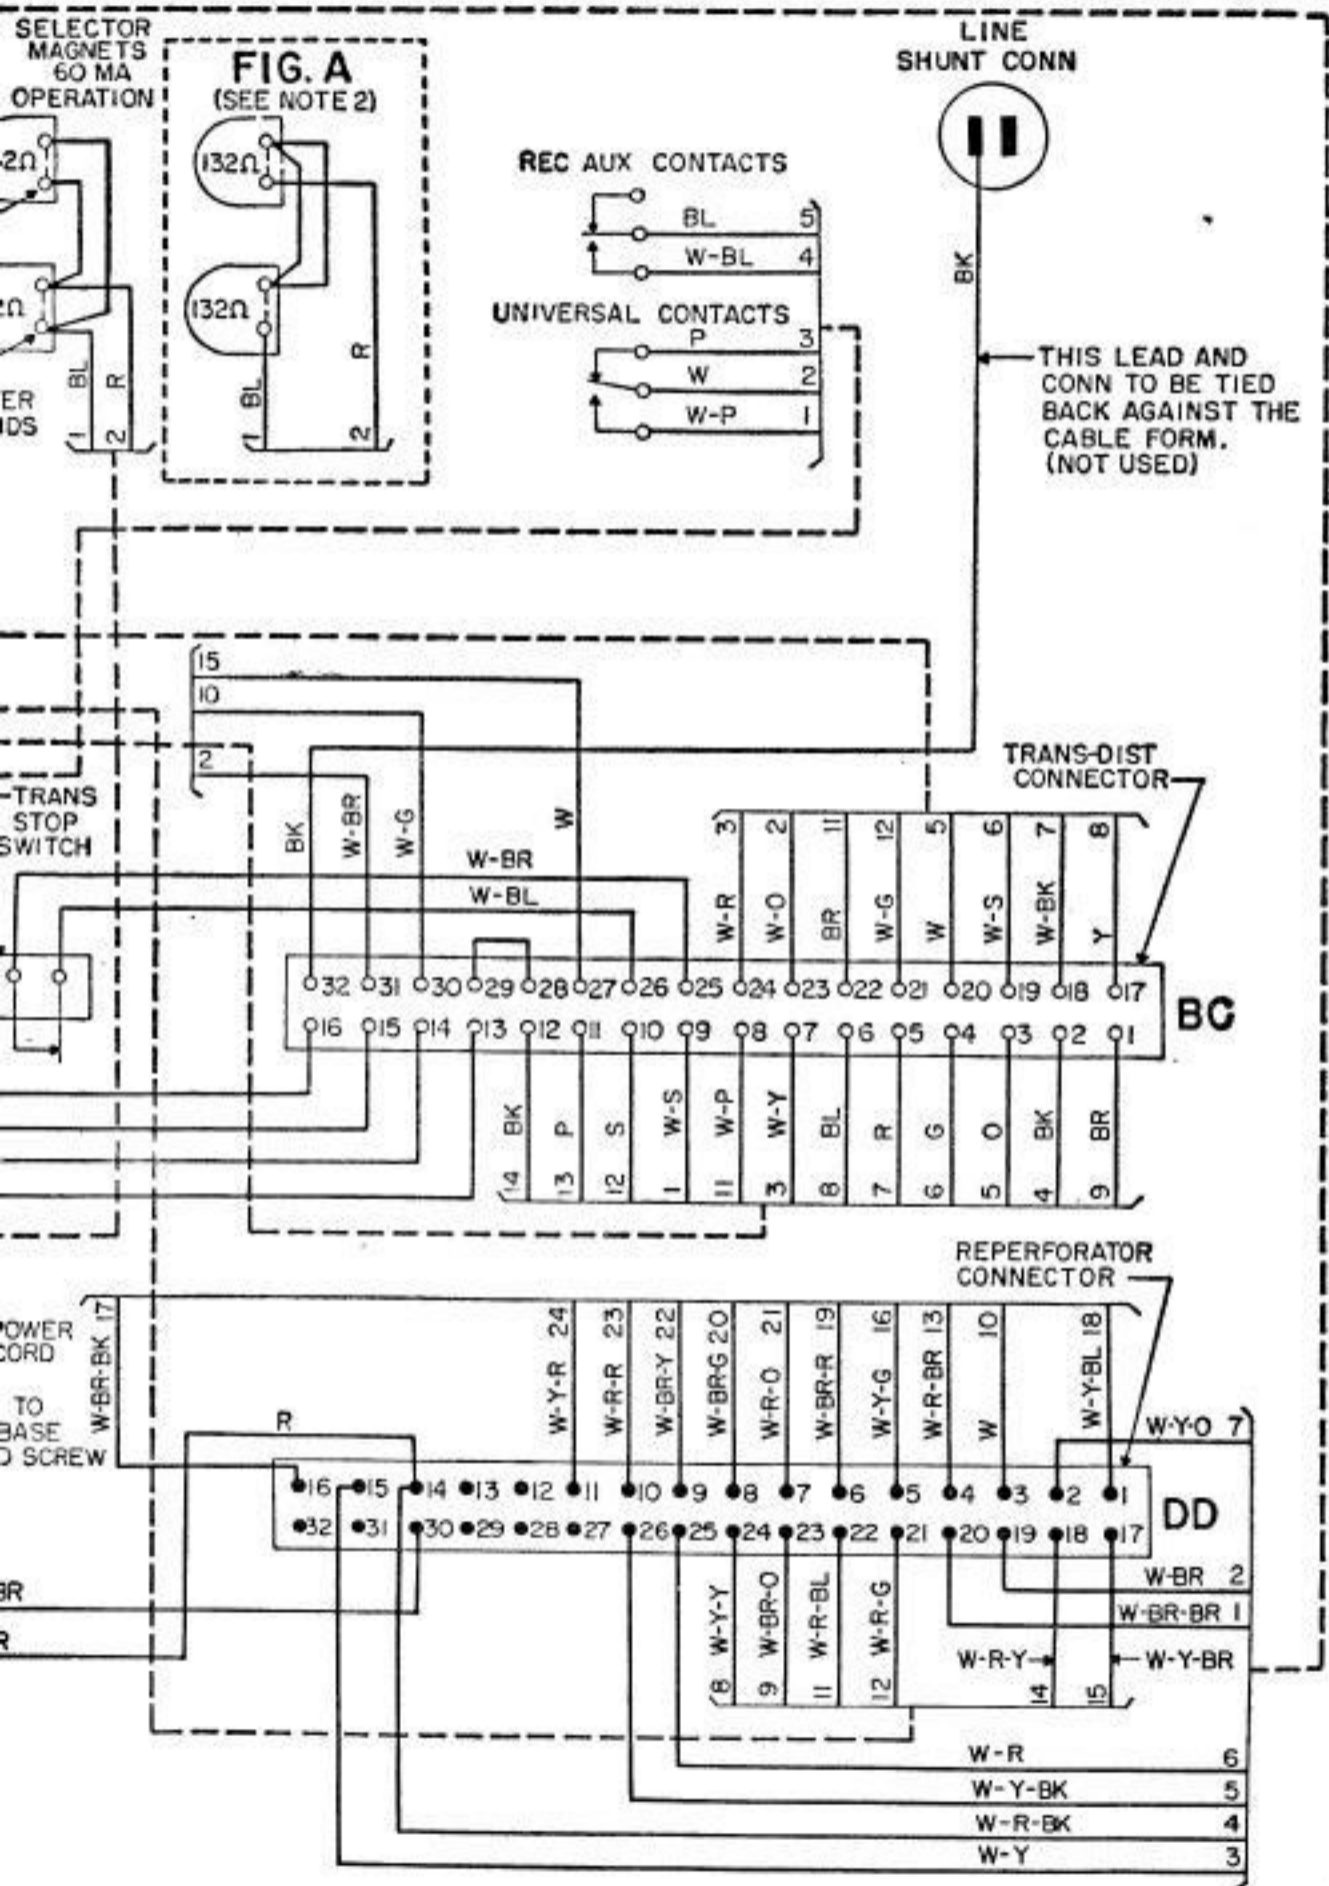 SELECTOR
MAGNETS
60 MA
OPERATION
FIG. A
(SEE NOTE 2)
132Ω
132Ω
BL
R
1
2
2Ω
BL
R
1
2
REC AUX CONTACTS
BL 5
W-BL 4
UNIVERSAL CONTACTS
P 3
W 2
W-P 1
LINE
SHUNT CONN
BK
THIS LEAD AND
CONN TO BE TIED
BACK AGAINST THE
CABLE FORM.
(NOT USED)
15
10
2
TRANS-DIST
CONNECTOR
-TRANS
STOP
SWITCH
BK W-BR W-G W
W-BR
W-BL
3 2 11 12 5 6 7 8
W-R W-O BR W-G W W-S W-BK Y
32 31 30 29 28 27 26 25 24 23 22 21 20 19 18 17
BC
16 15 14 13 12 11 10 9 8 7 6 5 4 3 2 1
BK P S W-S W-P W-Y BL R G O BK BR
14 13 12 1 11 3 8 7 6 5 4 9
REPERFORATOR
CONNECTOR
POWER
CORD
TO
BASE
SCREW
W-BR-BK 17
R
W-Y-R 24
W-R-R 23
W-BR-Y 22
W-BR-G 20
W-R-O 21
W-BR-R 19
W-Y-G 16
W-R-BR 13
W 10
W-Y-BL 18
W-Y-O 7
16 15 14 13 12 11 10 9 8 7 6 5 4 3 2 1
DD
32 31 30 29 28 27 26 25 24 23 22 21 20 19 18 17
BR
R
8 W-Y-Y
9 W-BR-O
11 W-R-BL
12 W-R-G
W-BR 2
W-BR-BR 1
W-R-Y
W-Y-BR
14
15
W-R 6
W-Y-BK 5
W-R-BK 4
W-Y 3